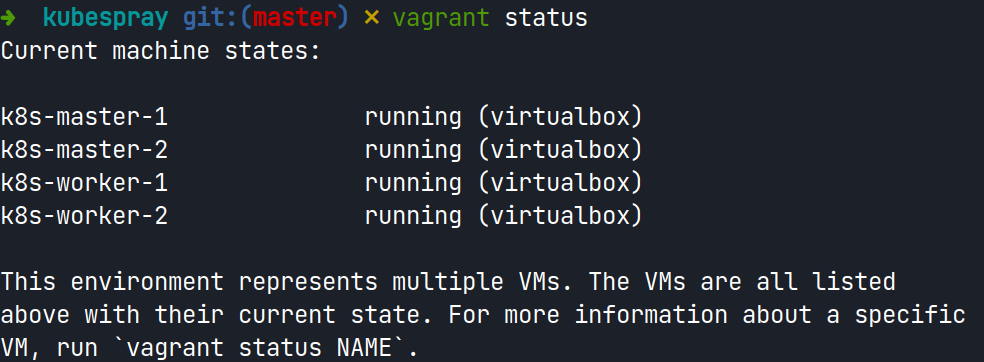 ➜  kubespray git:(master) ✗ vagrant status
Current machine states:

k8s-master-1              running (virtualbox)
k8s-master-2              running (virtualbox)
k8s-worker-1              running (virtualbox)
k8s-worker-2              running (virtualbox)

This environment represents multiple VMs. The VMs are all listed
above with their current state. For more information about a specific
VM, run `vagrant status NAME`.